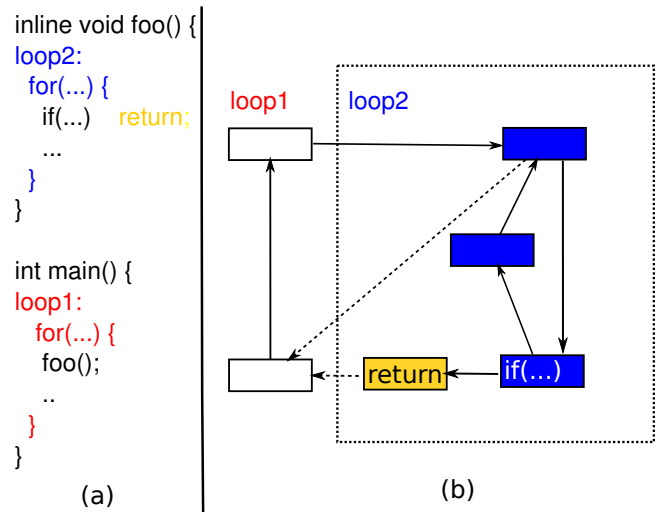 inline void foo() {
loop2:
for(...) {
if(...) return;
...
}
}
int main() {
loop1:
for(...) {
foo();
..
}
}
(a)
loop1
loop2
return
if(...)
(b)